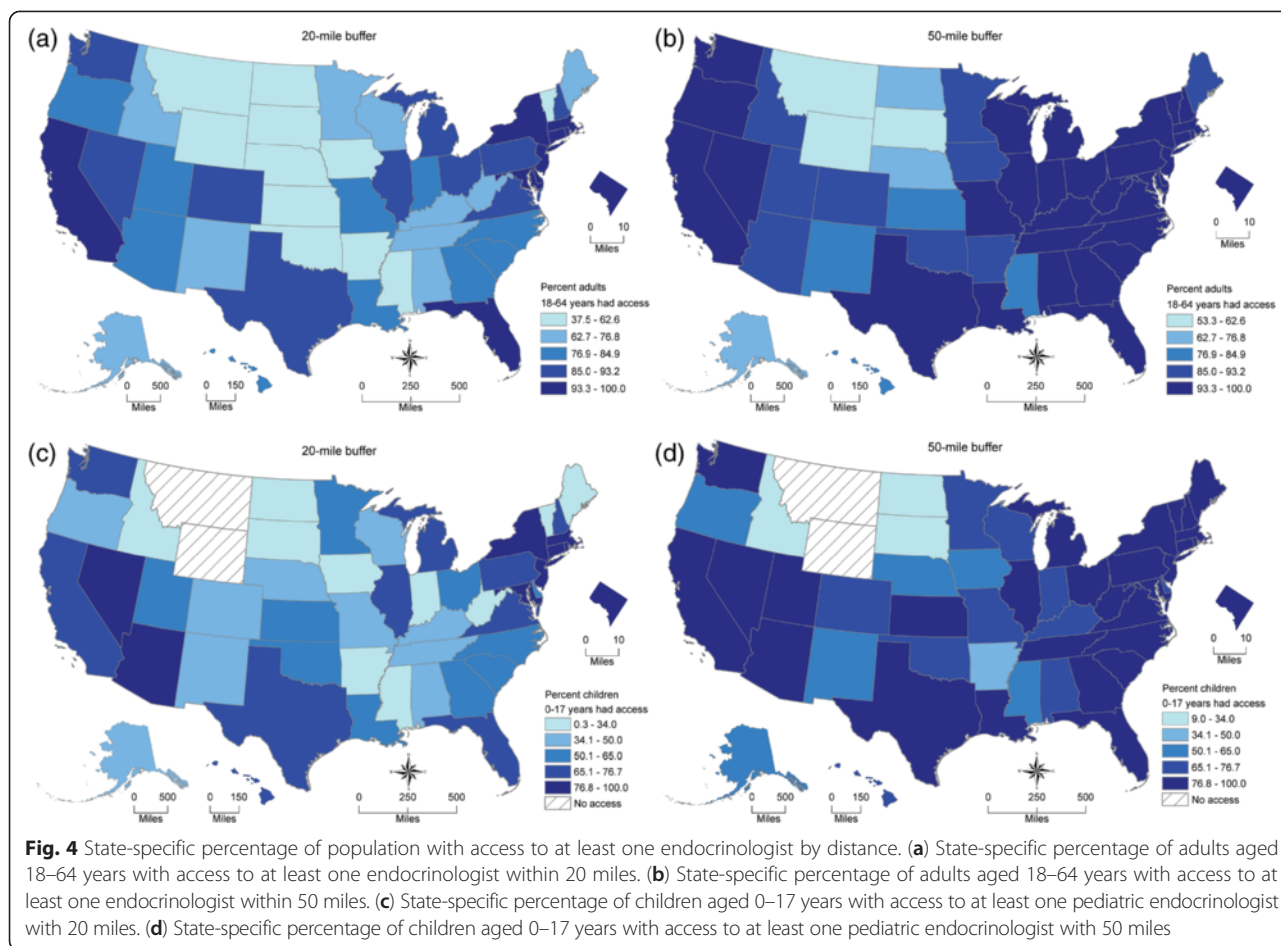 (a)
20-mile buffer
0 10
Miles
Percent adults
18-64 years had access
37.5 - 62.6
62.7 - 76.8
76.9 - 84.9
85.0 - 93.2
93.3 - 100.0
0 500
Miles
0 150
Miles
0 250 500
Miles
(b)
50-mile buffer
0 10
Miles
Percent adults
18-64 years had access
53.3 - 62.6
62.7 - 76.8
76.9 - 84.9
85.0 - 93.2
93.3 - 100.0
0 500
Miles
0 150
Miles
0 250 500
Miles
(c)
20-mile buffer
0 10
Miles
Percent children
0-17 years had access
0.3 - 34.0
34.1 - 50.0
50.1 - 65.0
65.1 - 76.7
76.8 - 100.0
No access
0 500
Miles
0 150
Miles
0 250 500
Miles
(d)
50-mile buffer
0 10
Miles
Percent children
0-17 years had access
9.0 - 34.0
34.1 - 50.0
50.1 - 65.0
65.1 - 76.7
76.8 - 100.0
No access
0 500
Miles
0 150
Miles
0 250 500
Miles
Fig. 4 State-specific percentage of population with access to at least one endocrinologist by distance. (a) State-specific percentage of adults aged
18–64 years with access to at least one endocrinologist within 20 miles. (b) State-specific percentage of adults aged 18–64 years with access to at
least one endocrinologist within 50 miles. (c) State-specific percentage of children aged 0–17 years with access to at least one pediatric endocrinologist
with 20 miles. (d) State-specific percentage of children aged 0–17 years with access to at least one pediatric endocrinologist with 50 miles